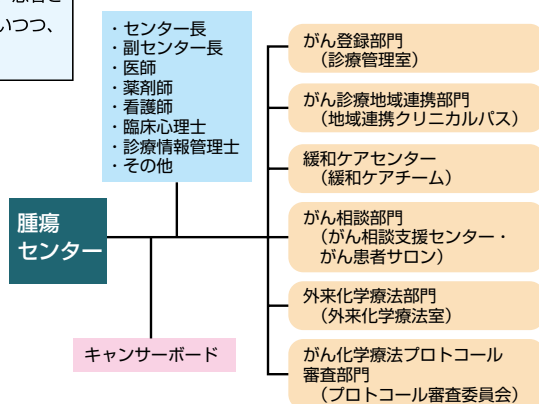 いつつ、
・センター長
・副センター長
・医師
・薬剤師
・看護師
・臨床心理士
・診療情報管理士
・その他
腫瘍
センター
キャンサーボード
がん登録部門
（診療管理室）
がん診療地域連携部門
（地域連携クリニカルパス）
緩和ケアセンター
（緩和ケアチーム）
がん相談部門
（がん相談支援センター・
がん患者サロン）
外来化学療法部門
（外来化学療法室）
がん化学療法プロトコール
審査部門
（プロトコール審査委員会）